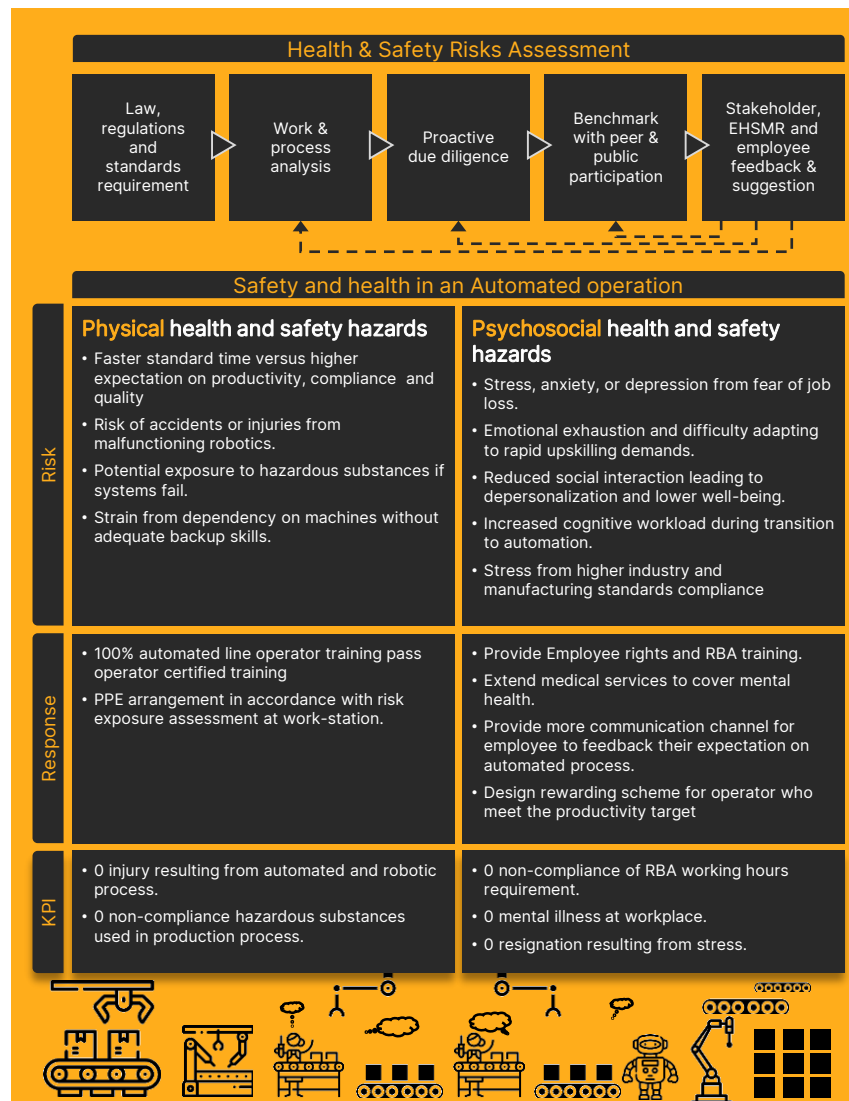 Health & Safety Risks Assessment
Law,
regulations
and
standards
requirement
Work &
process
analysis
Proactive
due diligence
Benchmark
with peer &
public
participation
Stakeholder,
EHSMR and
employee
feedback &
suggestion
Safety and health in an Automated operation
Risk
Physical health and safety hazards
• Faster standard time versus higher
expectation on productivity, compliance and
quality
• Risk of accidents or injuries from
malfunctioning robotics.
• Potential exposure to hazardous substances if
systems fail.
• Strain from dependency on machines without
adequate backup skills.
Psychosocial health and safety
hazards
• Stress, anxiety, or depression from fear of job
loss.
• Emotional exhaustion and difficulty adapting
to rapid upskilling demands.
• Reduced social interaction leading to
depersonalization and lower well-being.
• Increased cognitive workload during transition
to automation.
• Stress from higher industry and
manufacturing standards compliance
Response
• 100% automated line operator training pass
operator certified training
• PPE arrangement in accordance with risk
exposure assessment at work-station.
• Provide Employee rights and RBA training.
• Extend medical services to cover mental
health.
• Provide more communication channel for
employee to feedback their expectation on
automated process.
• Design rewarding scheme for operator who
meet the productivity target
KPI
• 0 injury resulting from automated and robotic
process.
• 0 non-compliance hazardous substances
used in production process.
• 0 non-compliance of RBA working hours
requirement.
• 0 mental illness at workplace.
• 0 resignation resulting from stress.